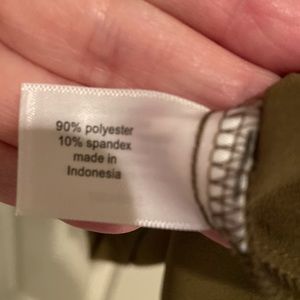 90% polyester
10% spandex
made in
Indonesia